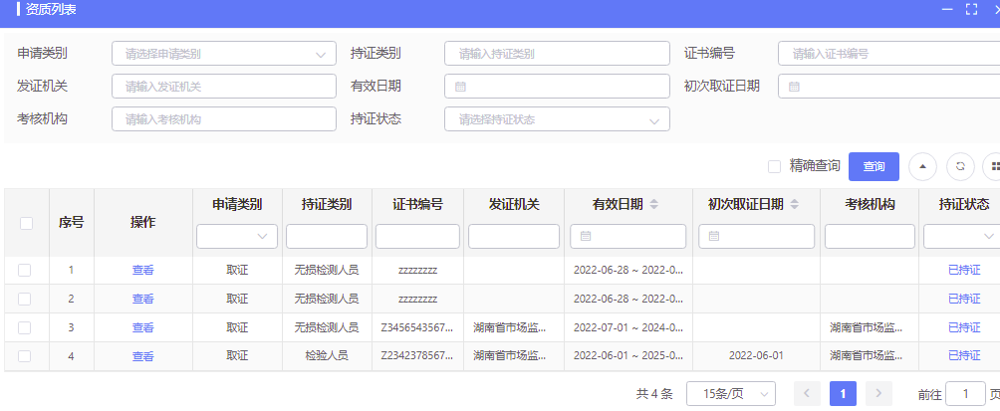 资质列表
申请类别 请选择申请类别 持证类别 请输入持证类别 证书编号 请输入证书编号
发证机关 请输入发证机关 有效日期 初次取证日期
考核机构 请输入考核机构 持证状态 请选择持证状态
精确查询 查询
序号 操作 申请类别 持证类别 证书编号 发证机关 有效日期 初次取证日期 考核机构 持证状态
1 查看 取证 无损检测人员 zzzzzzzz 2022-06-28 ~ 2022-0... 已持证
2 查看 取证 无损检测人员 zzzzzzzz 2022-06-28 ~ 2022-0... 已持证
3 查看 取证 无损检测人员 Z3456543567... 湖南省市场监... 2022-07-01 ~ 2024-0... 湖南省市场监... 已持证
4 查看 取证 检验人员 Z2342378567... 湖南省市场监... 2022-06-01 ~ 2025-0... 2022-06-01 湖南省市场监... 已持证
共 4 条 15条/页 1 前往 1 页